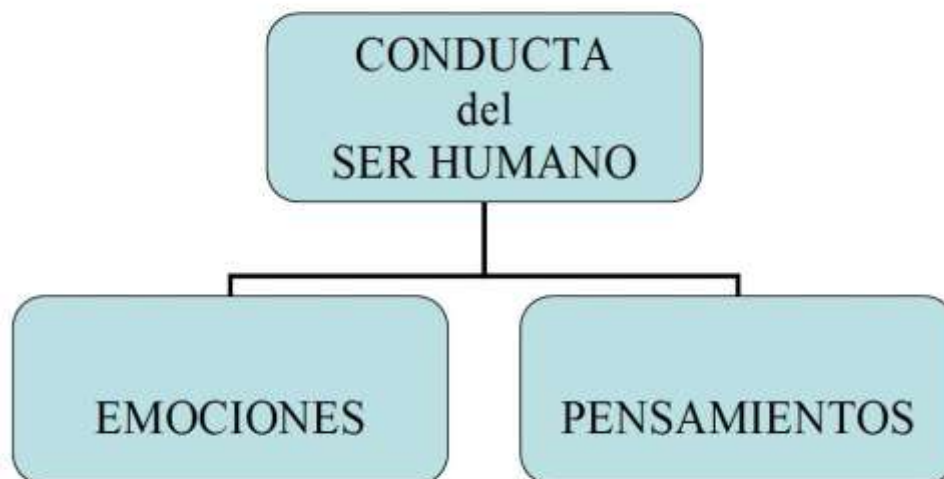 CONDUCTA
del
SER HUMANO
EMOCIONES
PENSAMIENTOS